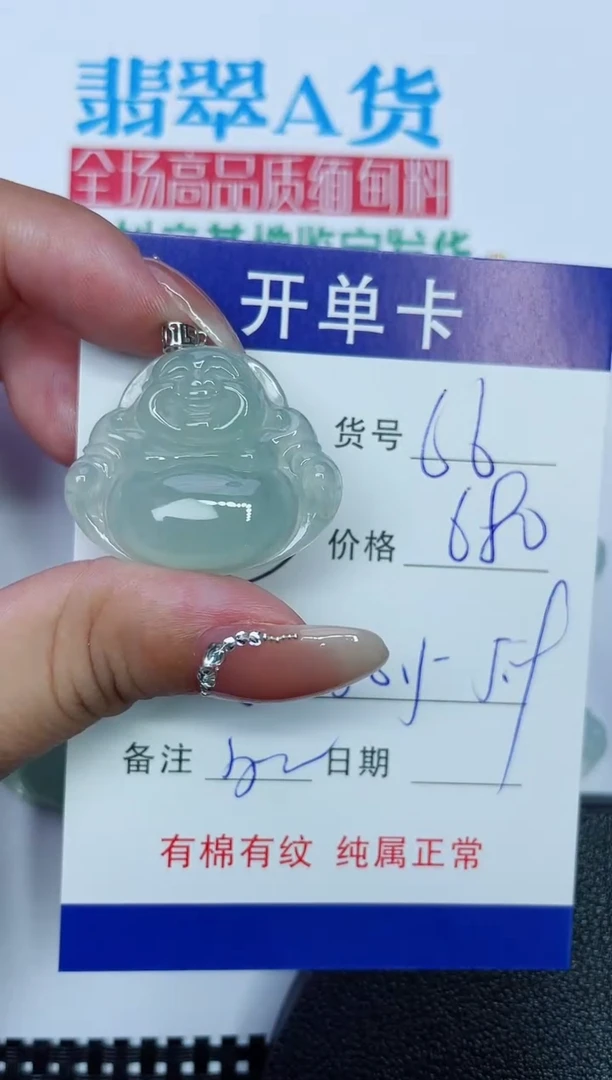 翡翠A货
全场高品质缅甸料
开单卡
货号 66
价格 680
备注 日期
有棉有纹 纯属正常